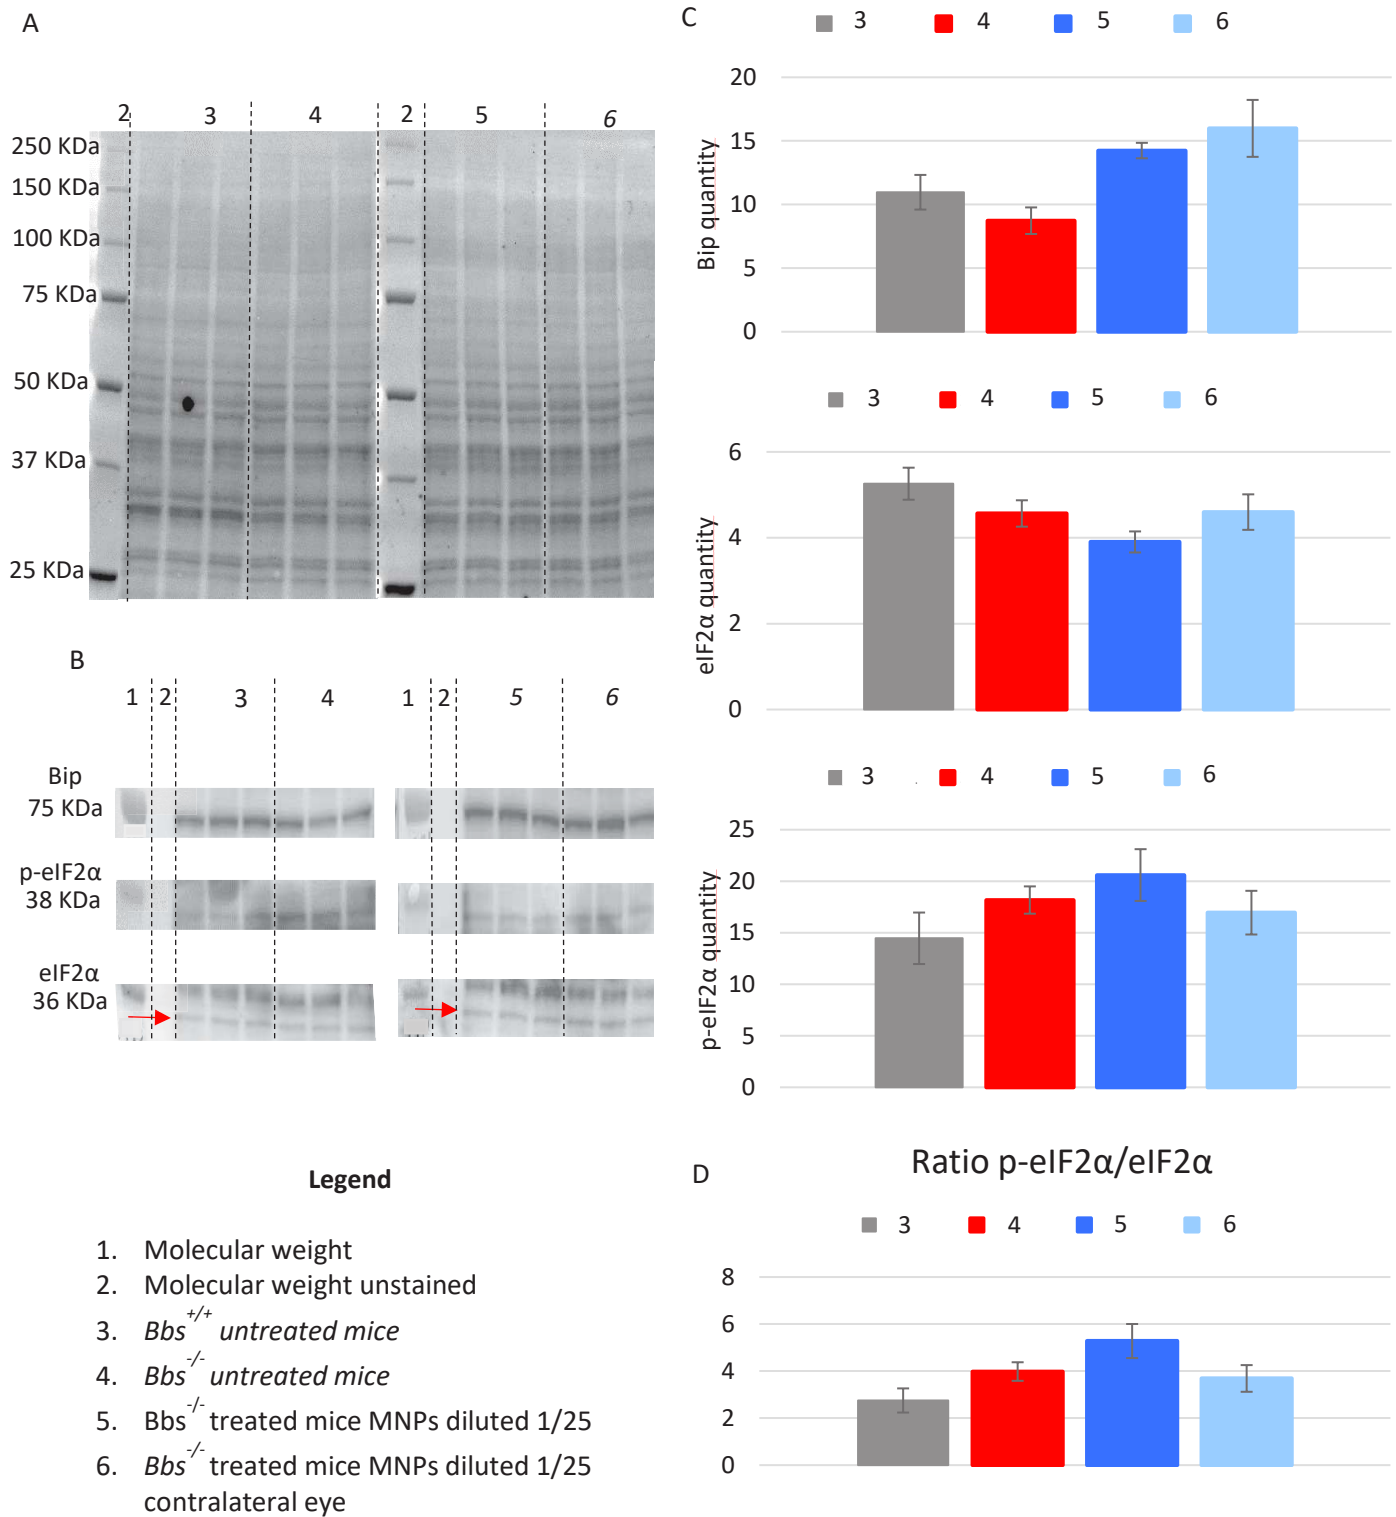 A
2 3 4 2 5 6
250 KDa
150 KDa
100 KDa
75 KDa
50 KDa
37 KDa
25 KDa
B
1 2 3 4 1 2 5 6
Bip
75 KDa
p-eIF2α
38 KDa
eIF2α
36 KDa
Legend
1. Molecular weight
2. Molecular weight unstained
3. Bbs+/+ untreated mice
4. Bbs-/- untreated mice
5. Bbs-/- treated mice MNPs diluted 1/25
6. Bbs-/- treated mice MNPs diluted 1/25
contralateral eye
C
3 4 5 6
Bip quantity
20
15
10
5
0
3 4 5 6
eIF2α quantity
6
4
2
0
3 4 5 6
p-eIF2α quantity
25
20
15
10
5
0
D
Ratio p-eIF2α/eIF2α
3 4 5 6
8
6
4
2
0